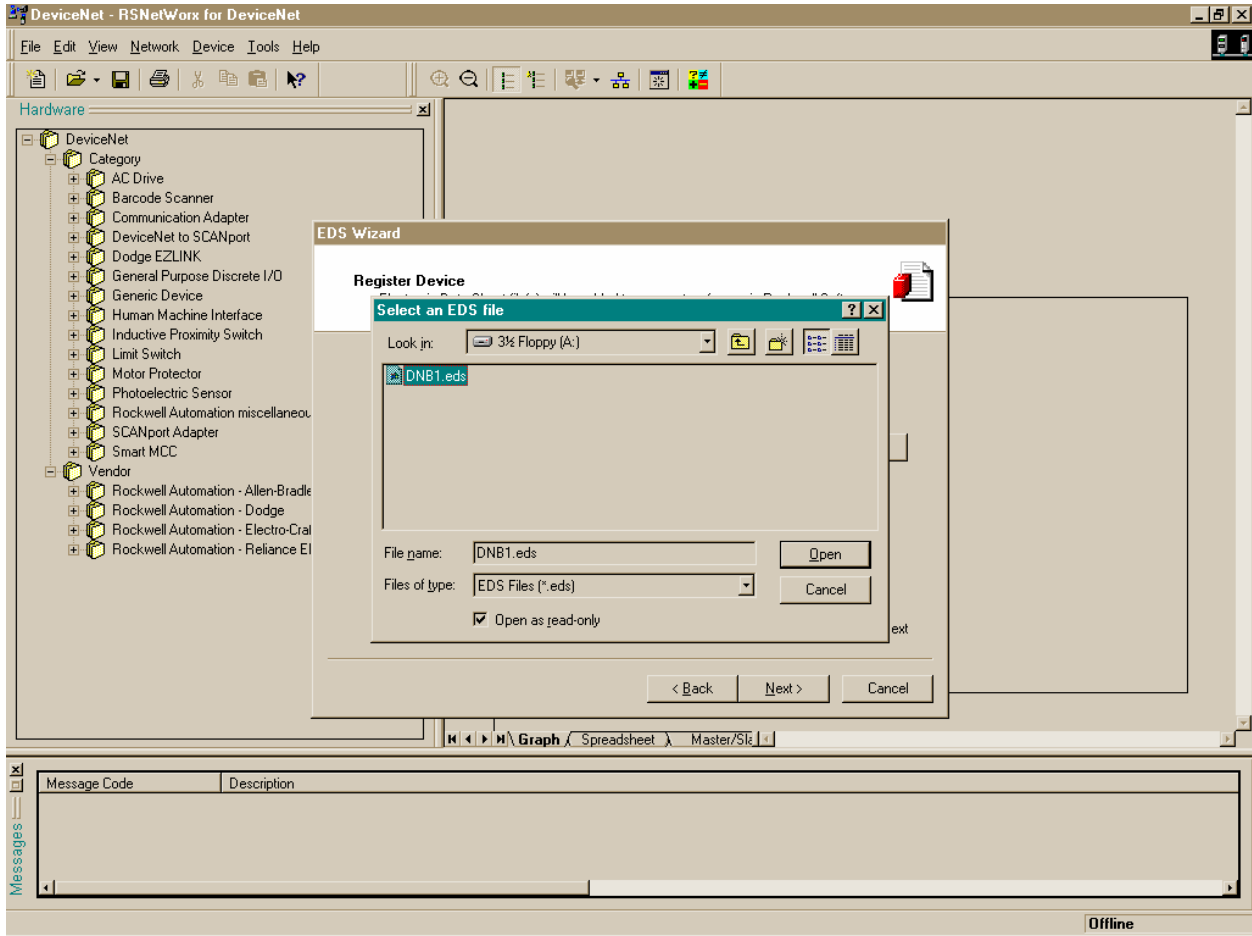 DeviceNet - RSNetWorx for DeviceNet
File Edit View Network Device Tools Help
Hardware
DeviceNet
Category
AC Drive
Barcode Scanner
Communication Adapter
DeviceNet to SCANport
Dodge EZLINK
General Purpose Discrete I/O
Generic Device
Human Machine Interface
Inductive Proximity Switch
Limit Switch
Motor Protector
Photoelectric Sensor
Rockwell Automation miscellaneou
SCANport Adapter
Smart MCC
Vendor
Rockwell Automation - Allen-Bradle
Rockwell Automation - Dodge
Rockwell Automation - Electro-Craf
Rockwell Automation - Reliance El
EDS Wizard
Register Device
Select an EDS file
Look in: 3½ Floppy (A:)
DNB1.eds
File name: DNB1.eds Open
Files of type: EDS Files (*.eds) Cancel
Open as read-only
ext
< Back Next > Cancel
Graph Spreadsheet Master/Sla
Messages
Message Code Description
Offline